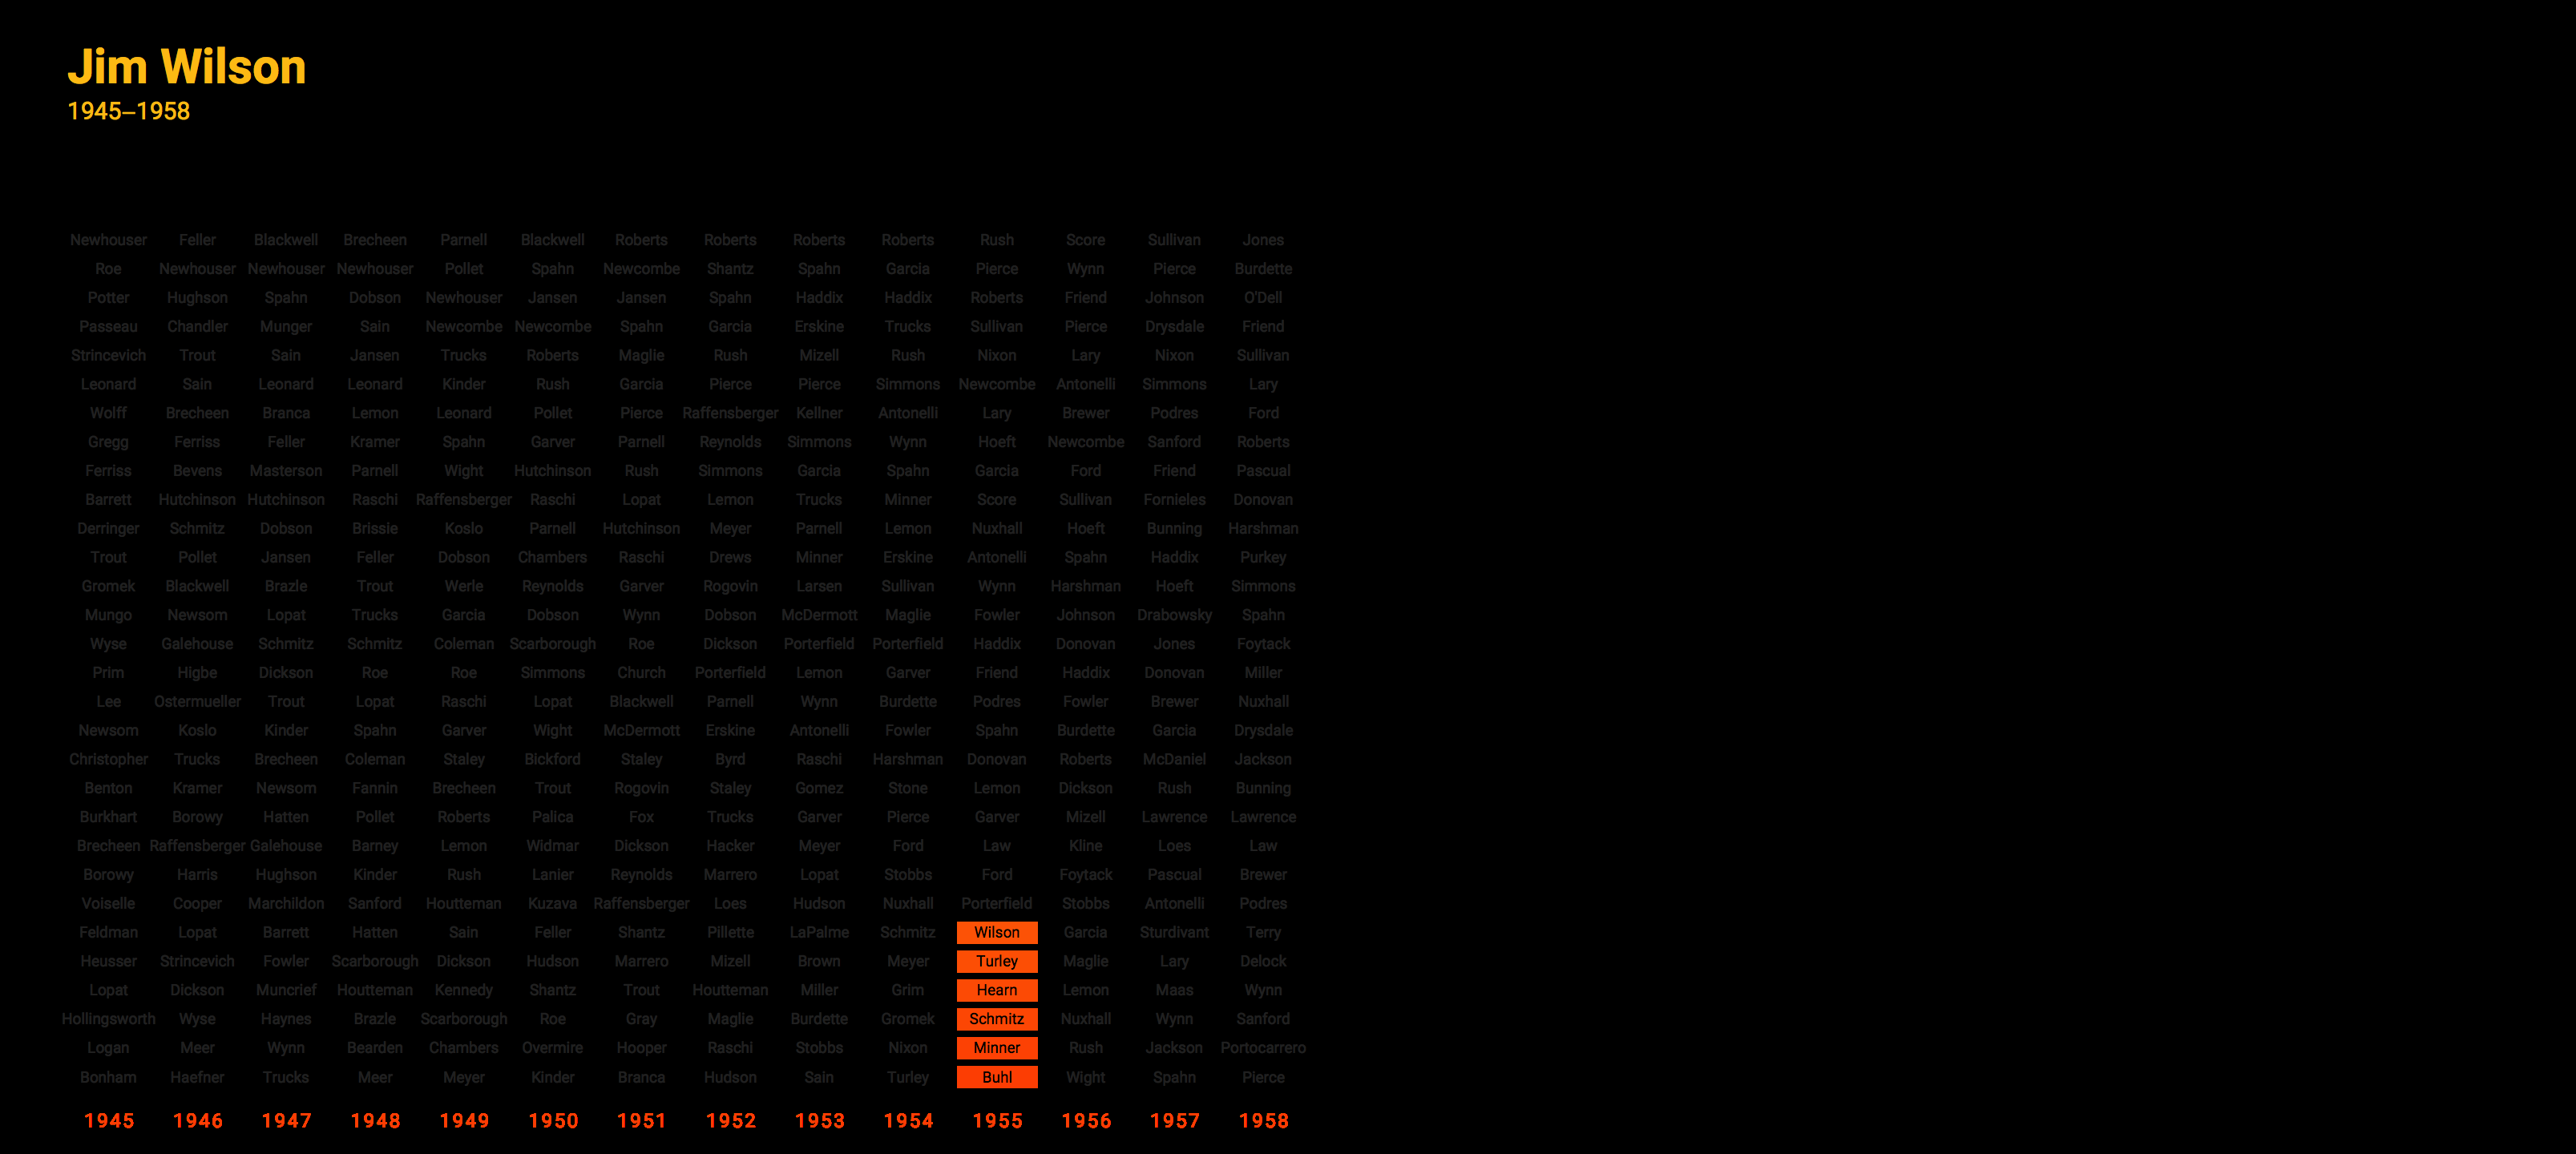 Jim Wilson
1945–1958
Newhouser Feller Blackwell Brecheen Parnell Blackwell Roberts Roberts Roberts Roberts Rush Score Sullivan Jones
Roe Newhouser Newhouser Newhouser Pollet Spahn Newcombe Shantz Spahn Garcia Pierce Wynn Pierce Burdette
Potter Hughson Spahn Dobson Newhouser Jansen Jansen Spahn Haddix Haddix Roberts Friend Johnson O'Dell
Passeau Chandler Munger Sain Newcombe Newcombe Spahn Garcia Erskine Trucks Sullivan Pierce Drysdale Friend
Strincevich Trout Sain Jansen Trucks Roberts Maglie Rush Mizell Rush Nixon Lary Nixon Sullivan
Leonard Sain Leonard Leonard Kinder Rush Garcia Pierce Pierce Simmons Newcombe Antonelli Simmons Lary
Wolff Brecheen Branca Lemon Leonard Pollet Pierce Raffensberger Kellner Antonelli Lary Brewer Podres Ford
Gregg Ferriss Feller Kramer Spahn Garver Parnell Reynolds Simmons Wynn Hoeft Newcombe Sanford Roberts
Ferriss Bevens Masterson Parnell Wight Hutchinson Rush Simmons Garcia Spahn Garcia Ford Friend Pascual
Barrett Hutchinson Hutchinson Raschi Raffensberger Raschi Lopat Lemon Trucks Minner Score Sullivan Fornieles Donovan
Derringer Schmitz Dobson Brissie Koslo Parnell Hutchinson Meyer Parnell Lemon Nuxhall Hoeft Bunning Harshman
Trout Pollet Jansen Feller Dobson Chambers Raschi Drews Minner Erskine Antonelli Spahn Haddix Purkey
Gromek Blackwell Brazle Trout Werle Reynolds Garver Rogovin Larsen Sullivan Wynn Harshman Hoeft Simmons
Mungo Newsom Lopat Trucks Garcia Dobson Wynn Dobson McDermott Maglie Fowler Johnson Drabowsky Spahn
Wyse Galehouse Schmitz Schmitz Coleman Scarborough Roe Dickson Porterfield Porterfield Haddix Donovan Jones Foytack
Prim Higbe Dickson Roe Roe Simmons Church Porterfield Lemon Garver Friend Haddix Donovan Miller
Lee Ostermueller Trout Lopat Raschi Lopat Blackwell Parnell Wynn Burdette Podres Fowler Brewer Nuxhall
Newsom Koslo Kinder Spahn Garver Wight McDermott Erskine Antonelli Fowler Spahn Burdette Garcia Drysdale
Christopher Trucks Brecheen Coleman Staley Bickford Staley Byrd Raschi Harshman Donovan Roberts McDaniel Jackson
Benton Kramer Newsom Fannin Brecheen Trout Rogovin Staley Gomez Stone Lemon Dickson Rush Bunning
Burkhart Borowy Hatten Pollet Roberts Palica Fox Trucks Garver Pierce Garver Mizell Lawrence Lawrence
Brecheen Raffensberger Galehouse Barney Lemon Widmar Dickson Hacker Meyer Ford Law Kline Loes Law
Borowy Harris Hughson Kinder Rush Lanier Reynolds Marrero Lopat Stobbs Ford Foytack Pascual Brewer
Voiselle Cooper Marchildon Sanford Houtteman Kuzava Raffensberger Loes Hudson Nuxhall Porterfield Stobbs Antonelli Podres
Feldman Lopat Barrett Hatten Sain Feller Shantz Pillette LaPalme Schmitz Wilson Garcia Sturdivant Terry
Heusser Strincevich Fowler Scarborough Dickson Hudson Marrero Mizell Brown Meyer Turley Maglie Lary Delock
Lopat Dickson Muncrief Houtteman Kennedy Shantz Trout Houtteman Miller Grim Hearn Lemon Maas Wynn
Hollingsworth Wyse Haynes Brazle Scarborough Roe Gray Maglie Burdette Gromek Schmitz Nuxhall Wynn Sanford
Logan Meer Wynn Bearden Chambers Overmire Hooper Raschi Stobbs Nixon Minner Rush Jackson Portocarrero
Bonham Haefner Trucks Meer Meyer Kinder Branca Hudson Sain Turley Buhl Wight Spahn Pierce
1945 1946 1947 1948 1949 1950 1951 1952 1953 1954 1955 1956 1957 1958